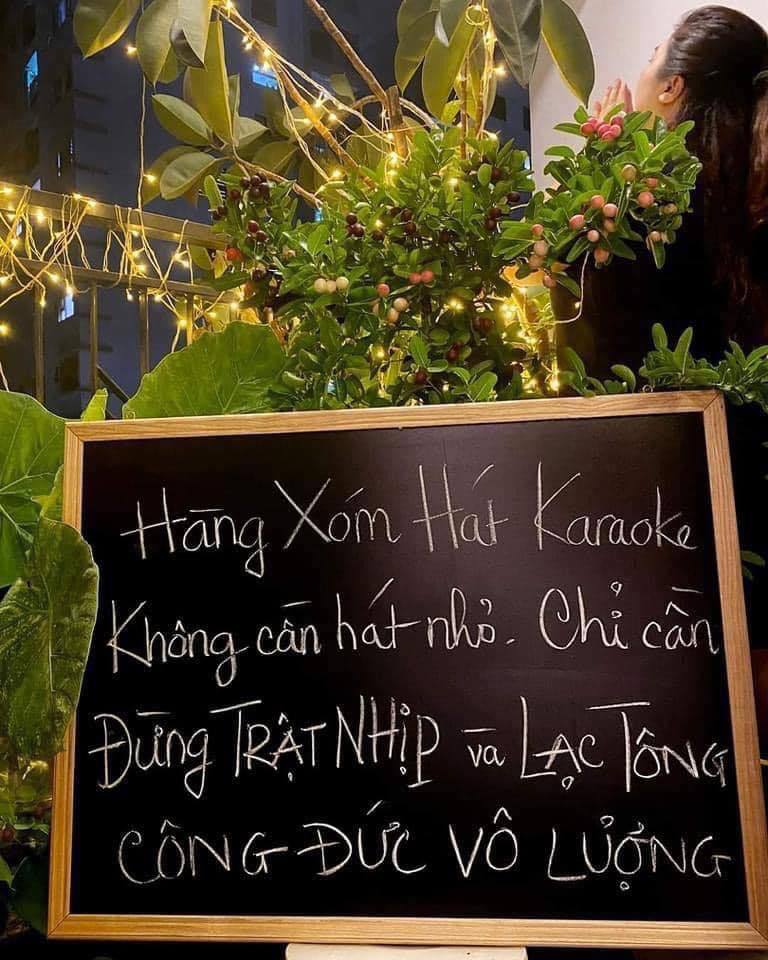 Hàng Xóm Hát Karaoke
Không cần hát nhỏ. Chỉ cần
Đừng TRẬT NHỊP và LẠC TÔNG
CÔNG ĐỨC VÔ LƯỢNG